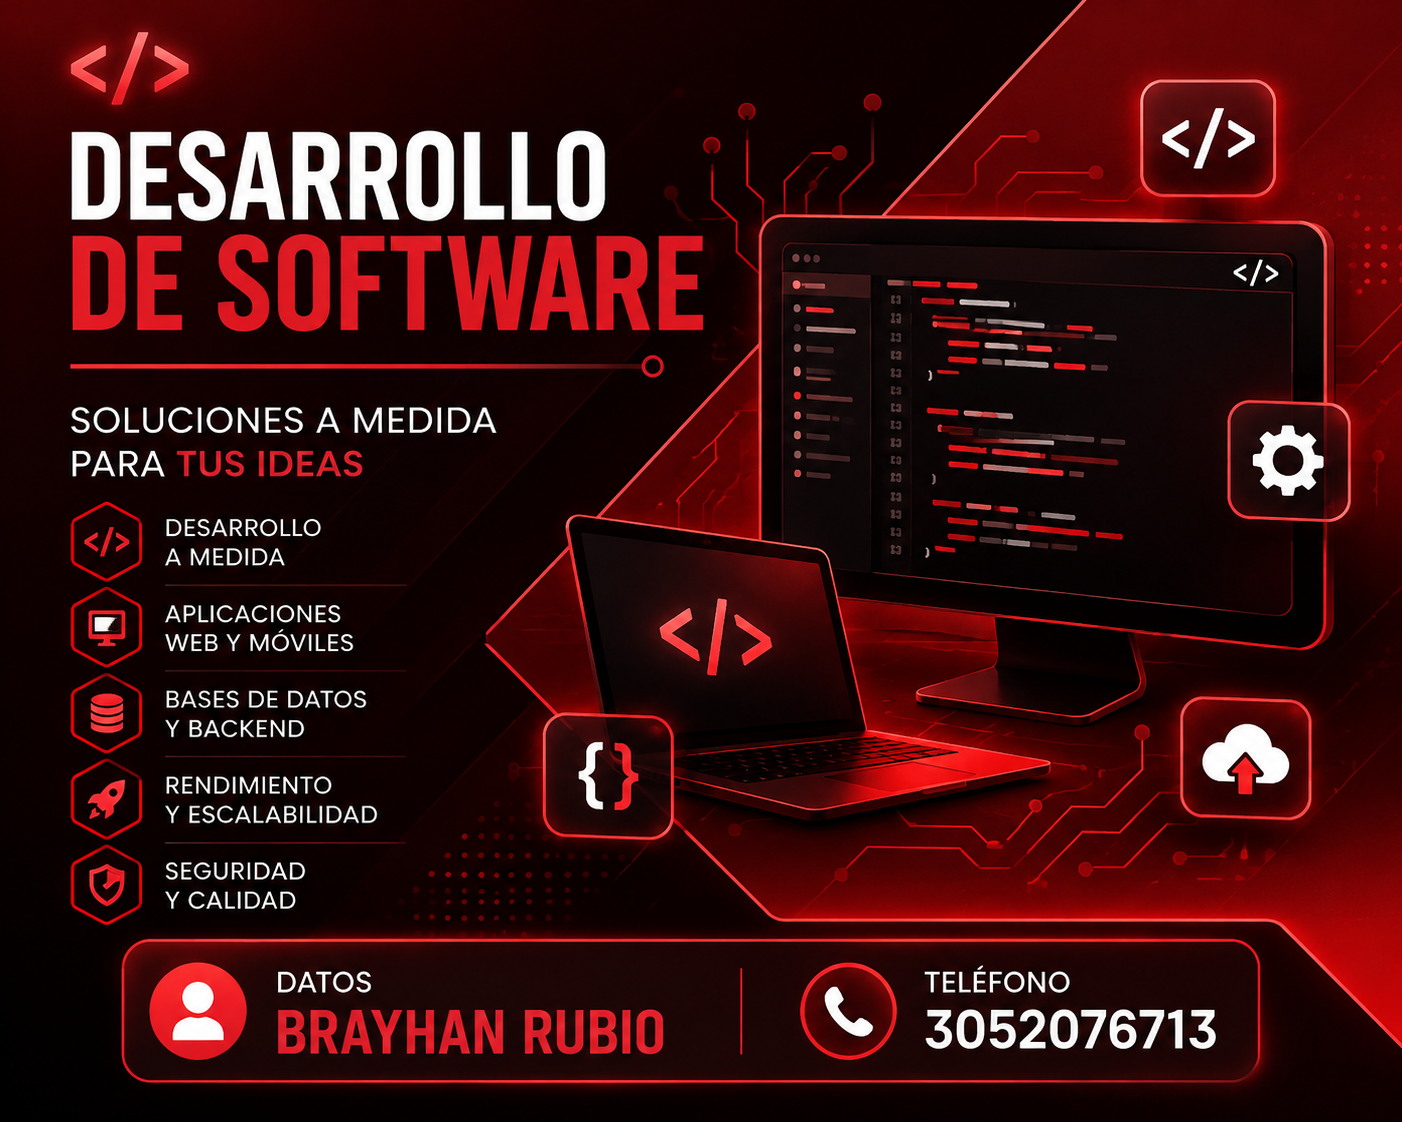 </>
DESARROLLO
DE SOFTWARE
SOLUCIONES A MEDIDA
PARA TUS IDEAS
</>
DESARROLLO
A MEDIDA
APLICACIONES
WEB Y MÓVILES
BASES DE DATOS
Y BACKEND
RENDIMIENTO
Y ESCALABILIDAD
SEGURIDAD
Y CALIDAD
</>
</>
</>
{}
DATOS
BRAYHAN RUBIO
TELÉFONO
3052076713